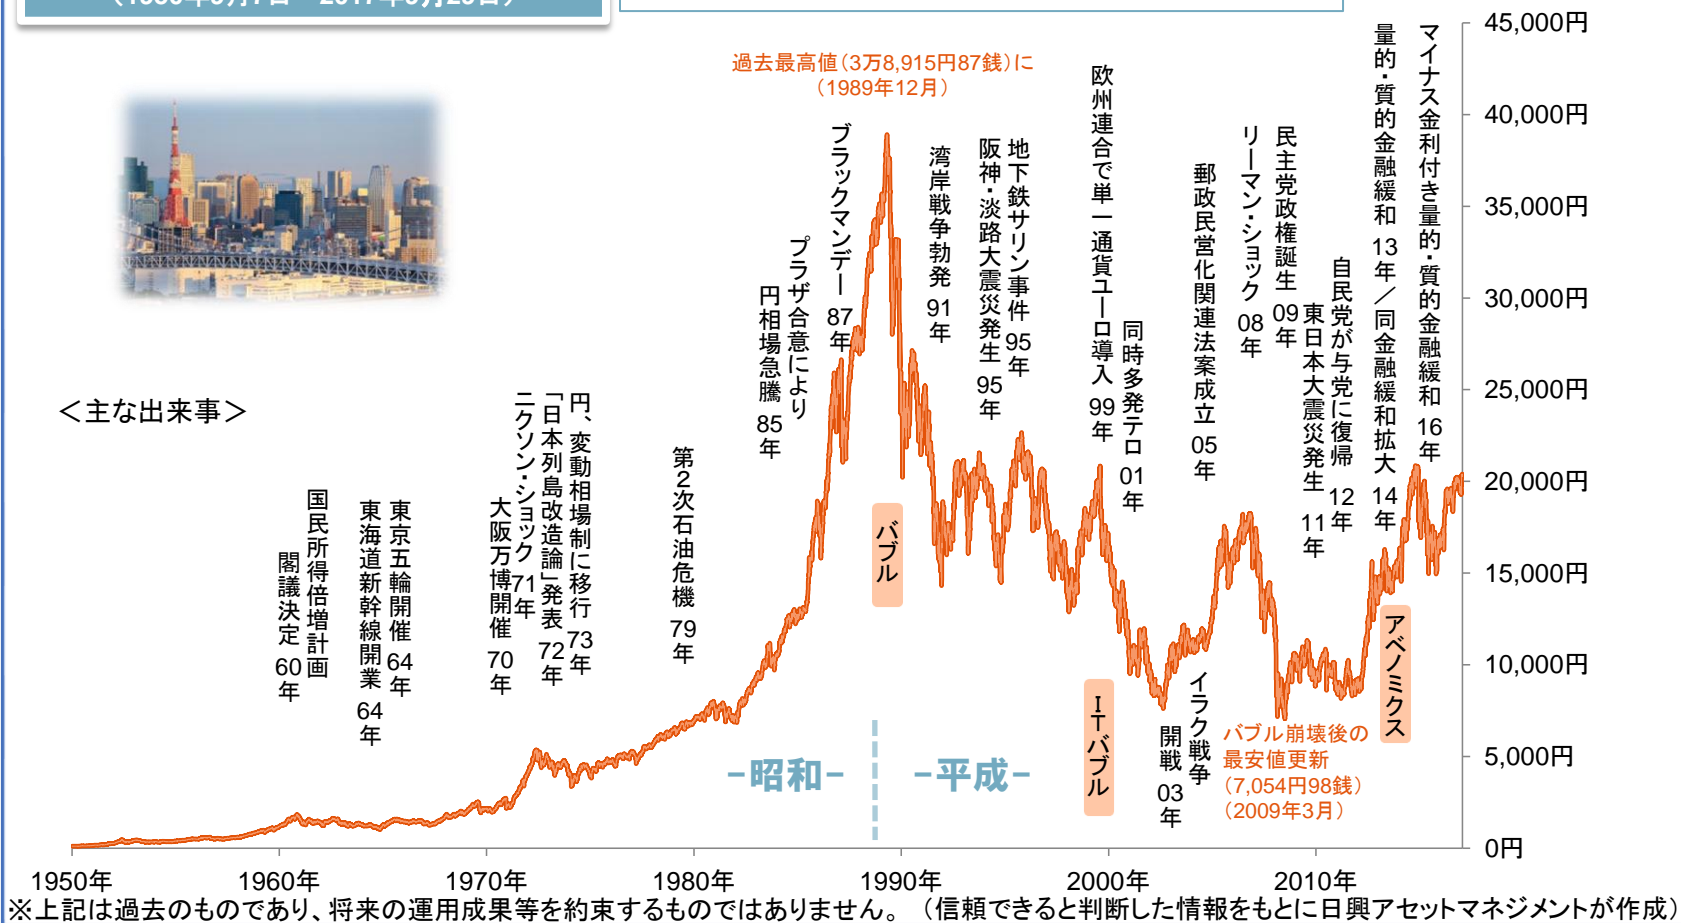 過去最高値(3万8,915円87銭)に
(1989年12月)
<主な出来事>
国民所得倍増計画
閣議決定 60年
東海道新幹線開業 64年
東京五輪開催 64年
大阪万博開催 70年
ニクソン・ショック 71年
「日本列島改造論」発表 72年
円、変動相場制に移行 73年
第2次石油危機 79年
プラザ合意により
円相場急騰 85年
ブラックマンデー 87年
湾岸戦争勃発 91年
阪神・淡路大震災発生 95年
地下鉄サリン事件 95年
欧州連合で単一通貨ユーロ導入 99年
同時多発テロ 01年
イラク戦争
開戦 03年
郵政民営化関連法案成立 05年
リーマン・ショック 08年
民主党政権誕生 09年
東日本大震災発生 11年
自民党が与党に復帰 12年
量的・質的金融緩和 13年/同金融緩和拡大 14年
マイナス金利付き量的・質的金融緩和 16年
バブル
ITバブル
アベノミクス
バブル崩壊後の
最安値更新
(7,054円98銭)
(2009年3月)
-昭和-
-平成-
45,000円
40,000円
35,000円
30,000円
25,000円
20,000円
15,000円
10,000円
5,000円
0円
1950年 1960年 1970年 1980年 1990年 2000年 2010年
※上記は過去のものであり、将来の運用成果等を約束するものではありません。 (信頼できると判断した情報をもとに日興アセットマネジメントが作成)